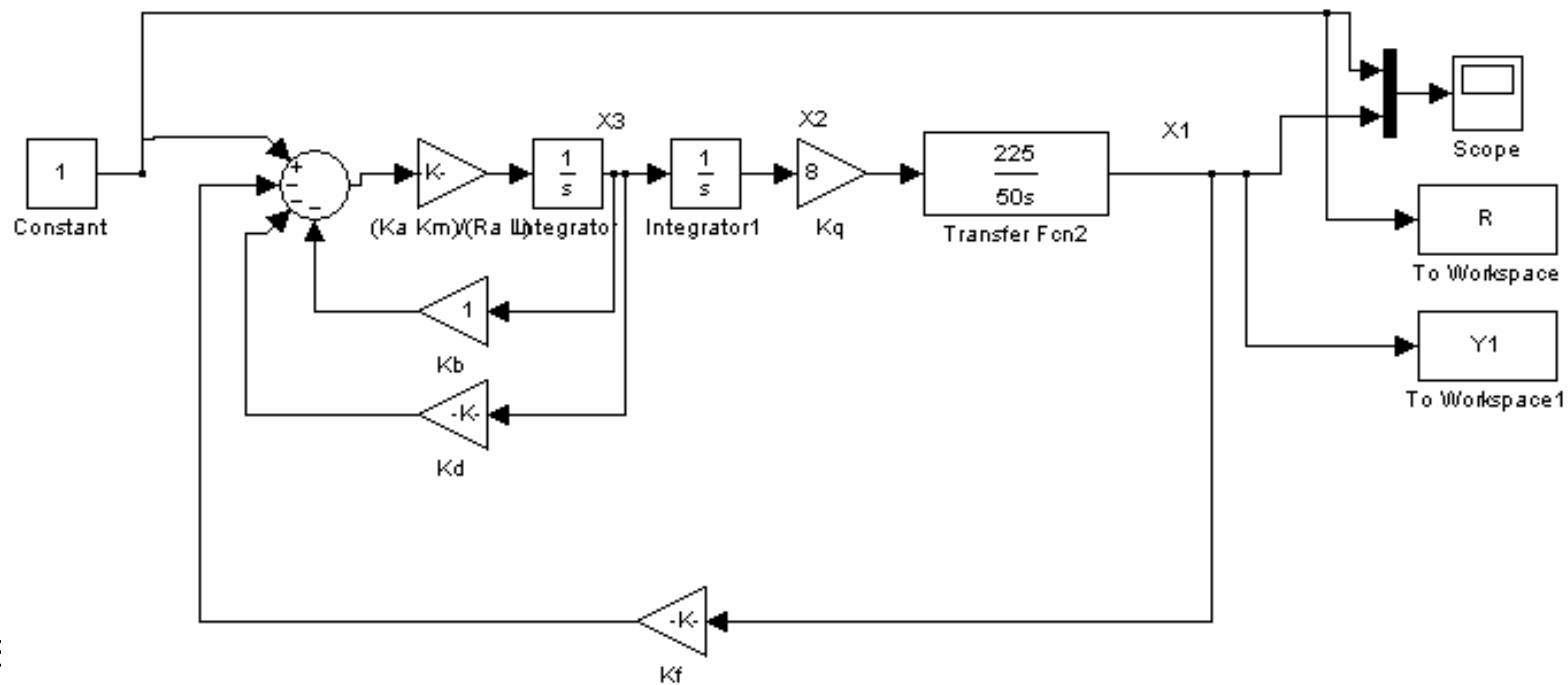 X3
X2
X1
Scope
1
Constant
+
−
−
−
K-
(Ka Km)/(Ra
1
s
Integrator
1
s
Integrator1
8
Kq
225
50s
Transfer Fcn2
R
To Workspace
1
Kb
Y1
To Workspace1
-K-
Kd
-K-
Kf